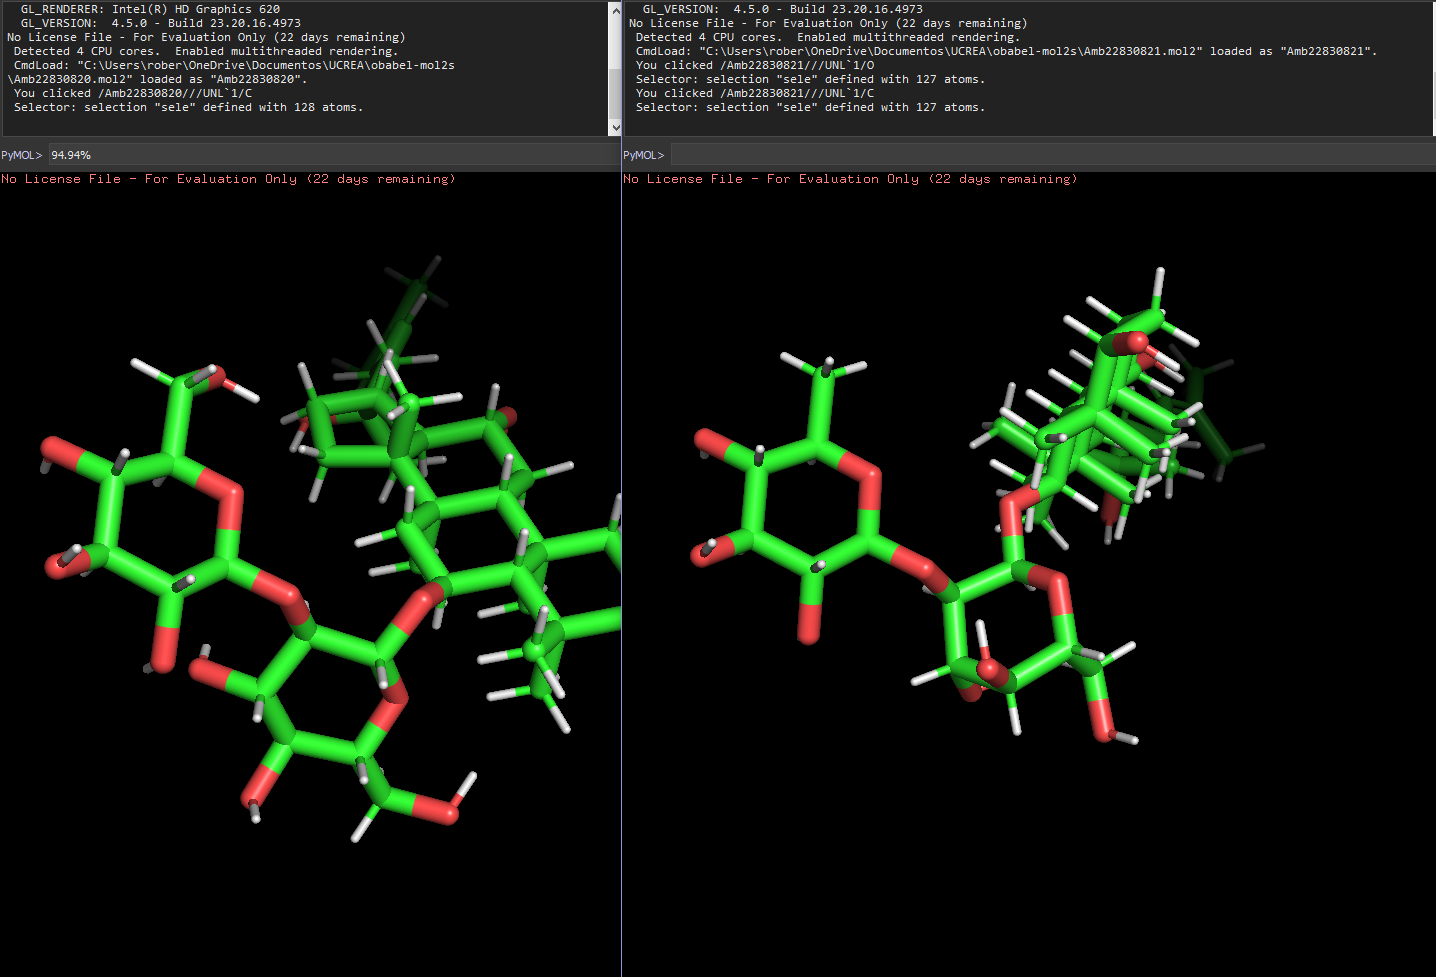 GL_RENDERER: Intel(R) HD Graphics 620
GL_VERSION:  4.5.0 - Build 23.20.16.4973
No License File - For Evaluation Only (22 days remaining)
Detected 4 CPU cores.  Enabled multithreaded rendering.
CmdLoad: "C:\Users\rober\OneDrive\Documentos\UCREA\obabel-mol2s
\Amb22830820.mol2" loaded as "Amb22830820".
You clicked /Amb22830820///UNL`1/C
Selector: selection "sele" defined with 128 atoms.
PyMOL> 94.94%
No License File - For Evaluation Only (22 days remaining)
GL_VERSION:  4.5.0 - Build 23.20.16.4973
No License File - For Evaluation Only (22 days remaining)
Detected 4 CPU cores.  Enabled multithreaded rendering.
CmdLoad: "C:\Users\rober\OneDrive\Documentos\UCREA\obabel-mol2s\Amb22830821.mol2" loaded as "Amb22830821".
You clicked /Amb22830821///UNL`1/O
Selector: selection "sele" defined with 127 atoms.
You clicked /Amb22830821///UNL`1/C
Selector: selection "sele" defined with 127 atoms.
PyMOL>
No License File - For Evaluation Only (22 days remaining)